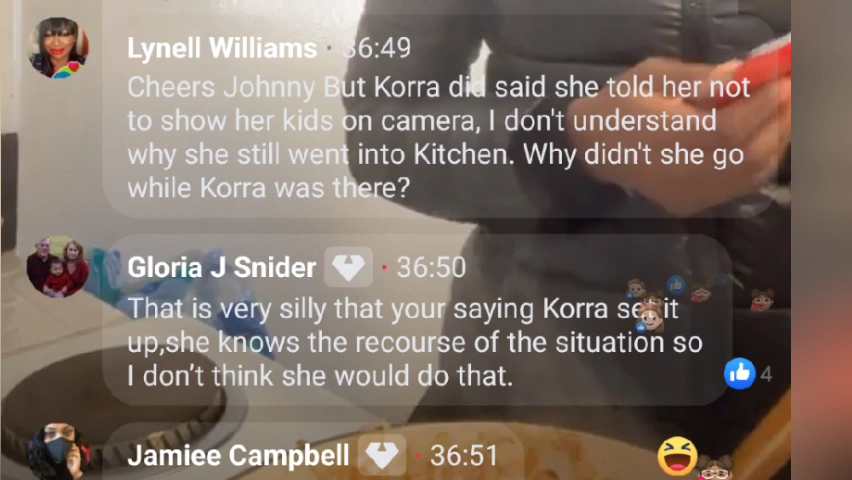 Lynell Williams · 36:49
Cheers Johnny But Korra did said she told her not
to show her kids on camera, I don't understand
why she still went into Kitchen. Why didn't she go
while Korra was there?
Gloria J Snider · 36:50
That is very silly that your saying Korra set it
up,she knows the recourse of the situation so
I don’t think she would do that.
4
Jamiee Campbell · 36:51